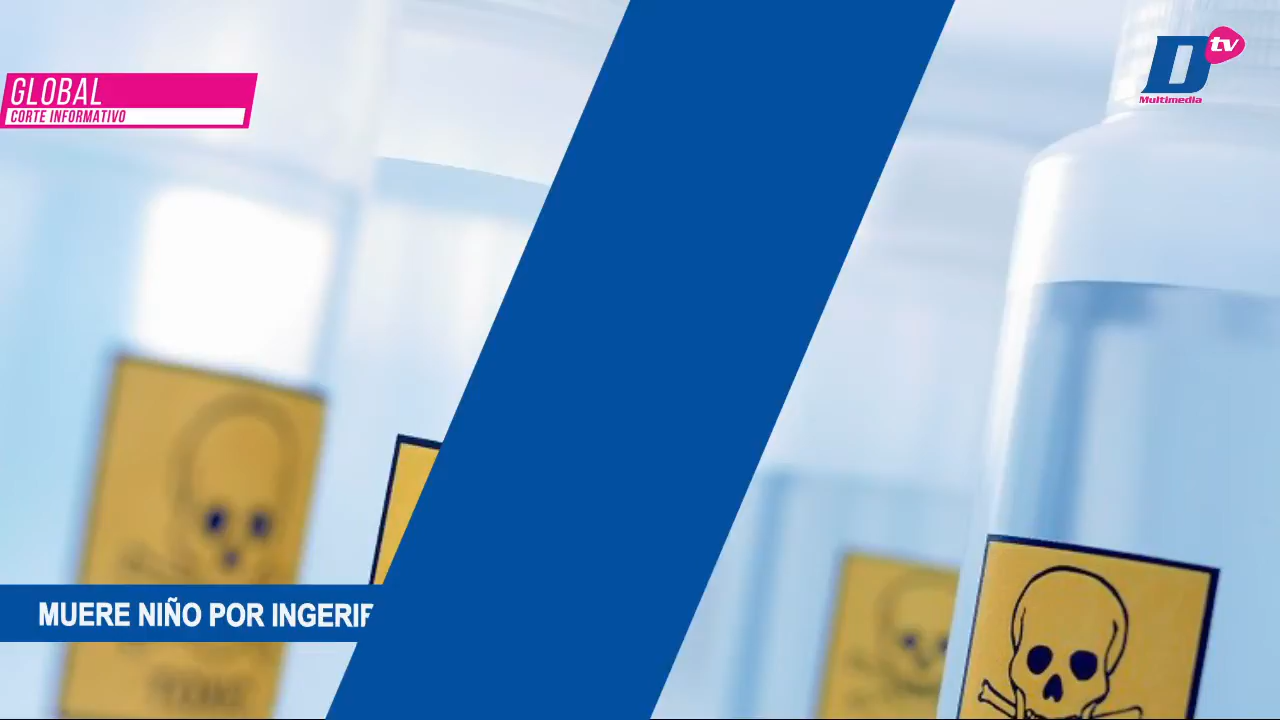 GLOBAL
CORTE INFORMATIVO
D tv
Multimedia
MUERE NIÑO POR INGERIR